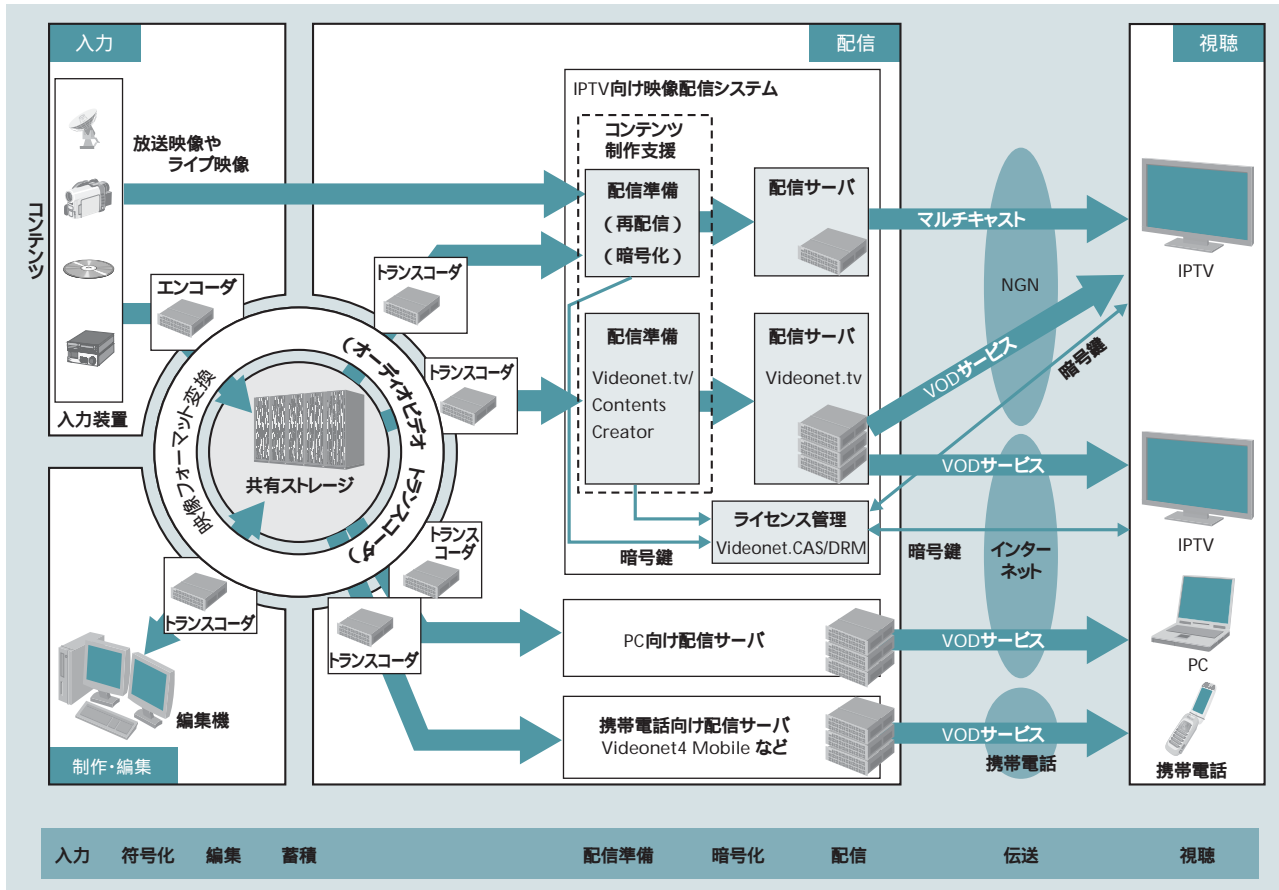 入力
コンテンツ
放送映像や
ライブ映像
入力装置
エンコーダ
映像フォーマット変換
(オーディオビデオ トランスコーダ)
共有ストレージ
トランスコーダ
編集機
制作・編集
配信
トランスコーダ
トランスコーダ
トランス
コーダ
トランスコーダ
IPTV向け映像配信システム
コンテンツ
制作支援
配信準備
(再配信)
(暗号化)
配信サーバ
配信準備
Videonet.tv/
Contents
Creator
配信サーバ
Videonet.tv
ライセンス管理
Videonet.CAS/DRM
暗号鍵
PC向け配信サーバ
携帯電話向け配信サーバ
Videonet4 Mobile など
マルチキャスト
NGN
VODサービス
暗号鍵
VODサービス
暗号鍵
インター
ネット
VODサービス
VODサービス
携帯電話
視聴
IPTV
IPTV
PC
携帯電話
入力 符号化 編集 蓄積 配信準備 暗号化 配信 伝送 視聴